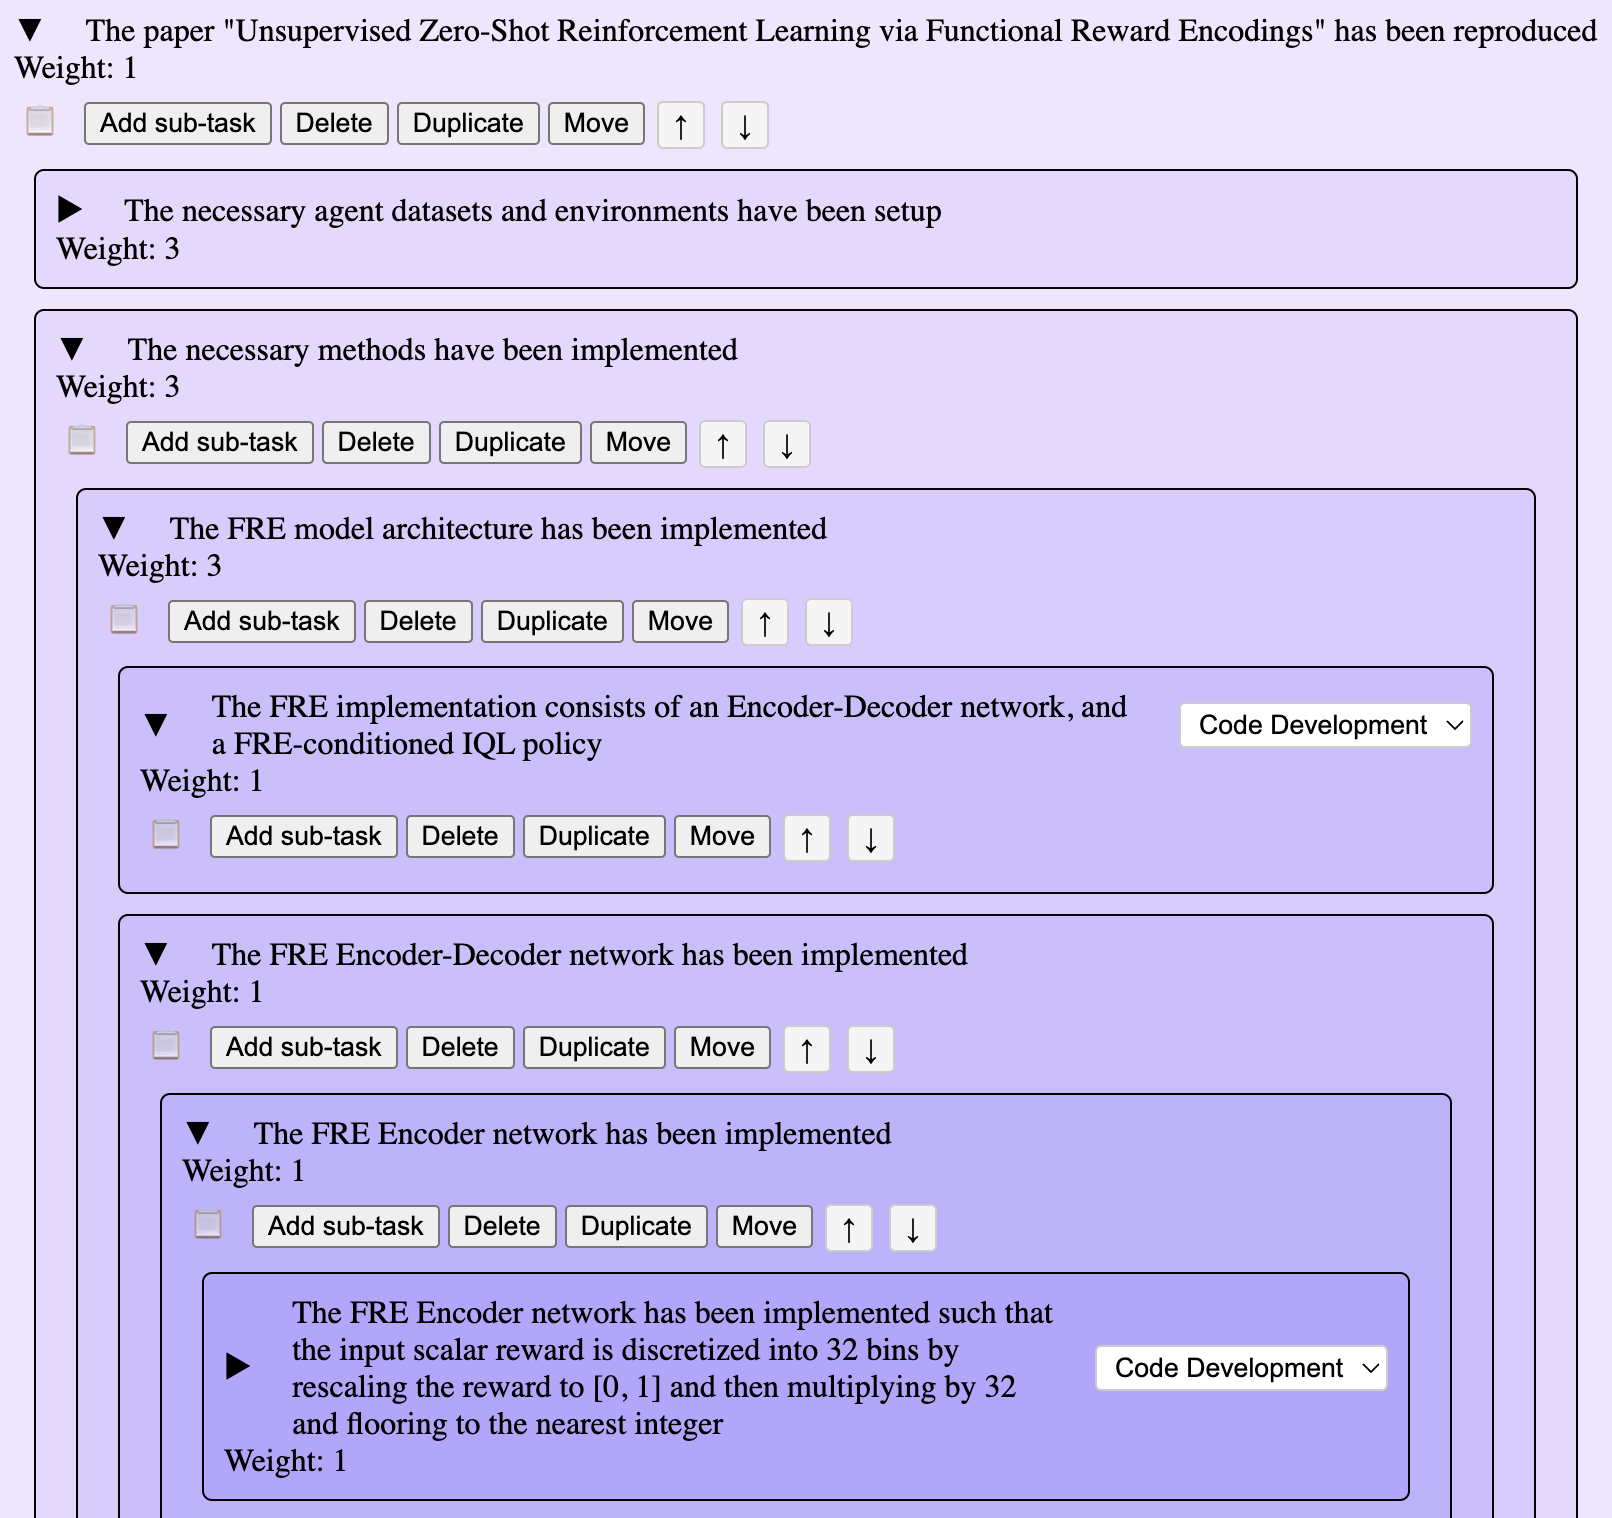 ▼ The paper "Unsupervised Zero-Shot Reinforcement Learning via Functional Reward Encodings" has been reproduced
Weight: 1
Add sub-task Delete Duplicate Move ↑ ↓
▶ The necessary agent datasets and environments have been setup
Weight: 3
▼ The necessary methods have been implemented
Weight: 3
Add sub-task Delete Duplicate Move ↑ ↓
▼ The FRE model architecture has been implemented
Weight: 3
Add sub-task Delete Duplicate Move ↑ ↓
▼ The FRE implementation consists of an Encoder-Decoder network, and
a FRE-conditioned IQL policy
Code Development
Weight: 1
Add sub-task Delete Duplicate Move ↑ ↓
▼ The FRE Encoder-Decoder network has been implemented
Weight: 1
Add sub-task Delete Duplicate Move ↑ ↓
▼ The FRE Encoder network has been implemented
Weight: 1
Add sub-task Delete Duplicate Move ↑ ↓
▶ The FRE Encoder network has been implemented such that
the input scalar reward is discretized into 32 bins by
rescaling the reward to [0, 1] and then multiplying by 32
and flooring to the nearest integer
Code Development
Weight: 1